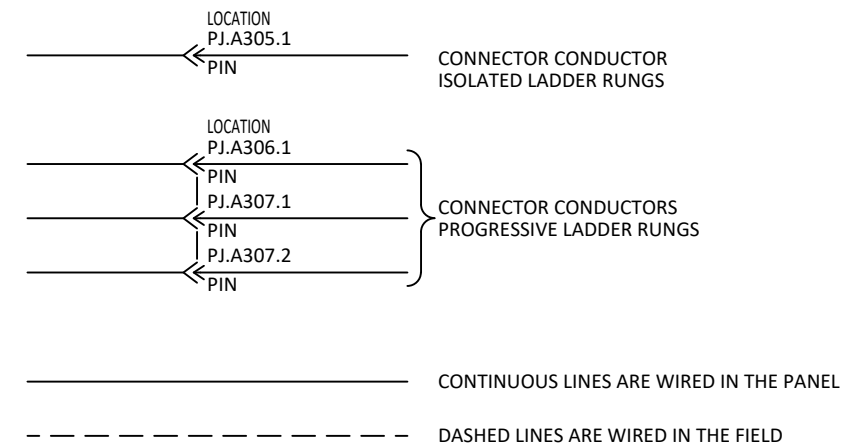 LOCATION
PJ.A305.1
PIN
CONNECTOR CONDUCTOR
ISOLATED LADDER RUNGS
LOCATION
PJ.A306.1
PIN
PJ.A307.1
PIN
PJ.A307.2
PIN
CONNECTOR CONDUCTORS
PROGRESSIVE LADDER RUNGS
CONTINUOUS LINES ARE WIRED IN THE PANEL
DASHED LINES ARE WIRED IN THE FIELD